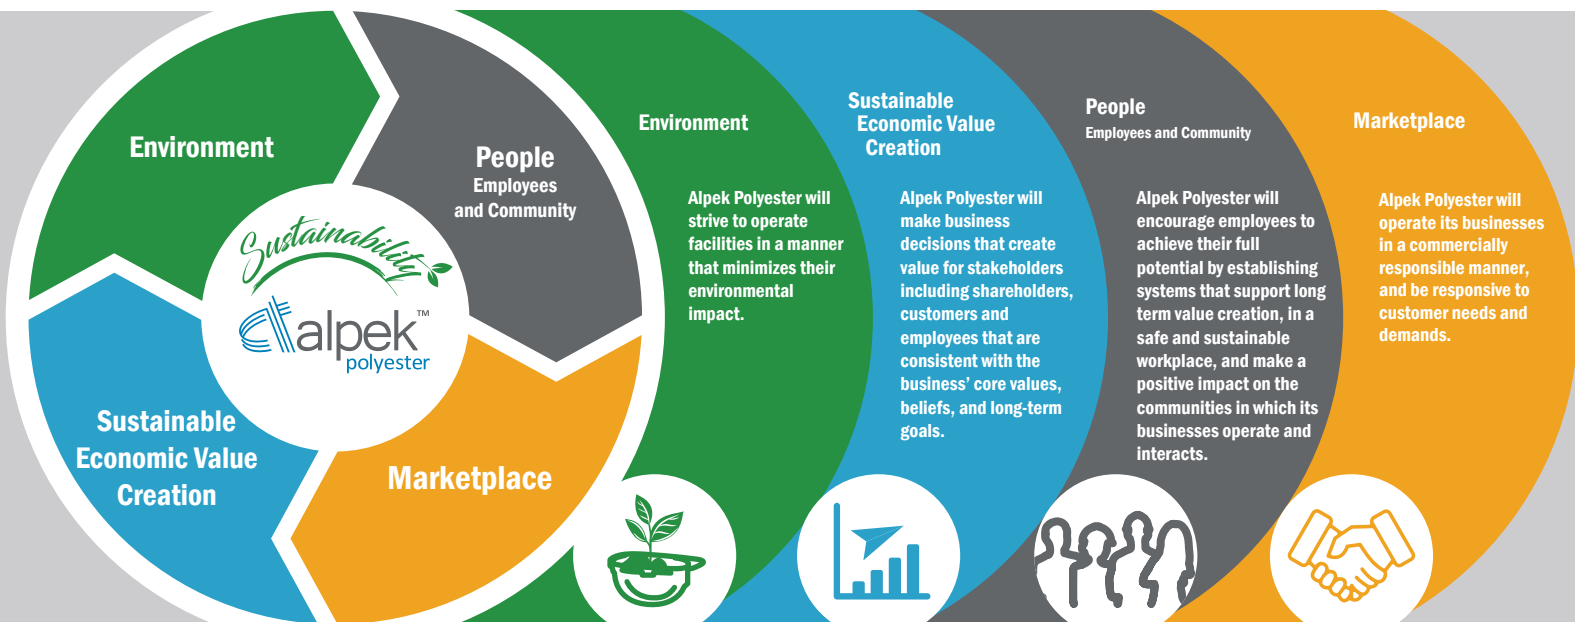 Environment
People
Employees
and Community
Sustainability
alpek™
polyester
Sustainable
Economic Value
Creation
Marketplace
Environment
Alpek Polyester will
strive to operate
facilities in a manner
that minimizes their
environmental
impact.
Sustainable
Economic Value
Creation
Alpek Polyester will
make business
decisions that create
value for stakeholders
including shareholders,
customers and
employees that are
consistent with the
business’ core values,
beliefs, and long-term
goals.
People
Employees and Community
Alpek Polyester will
encourage employees to
achieve their full
potential by establishing
systems that support long
term value creation, in a
safe and sustainable
workplace, and make a
positive impact on the
communities in which its
businesses operate and
interacts.
Marketplace
Alpek Polyester will
operate its businesses
in a commercially
responsible manner,
and be responsive to
customer needs and
demands.